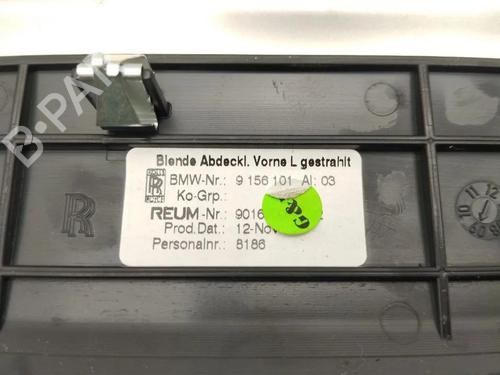 Blende Abdeckl. Vorne L gestrahlt
BMW-Nr.: 9 156 101 AI: 03
Ko-Grp.
REUM-Nr.: 9016
Prod.Dat.: 12-Nov
Personalnr.: 8186
G&
B-PA